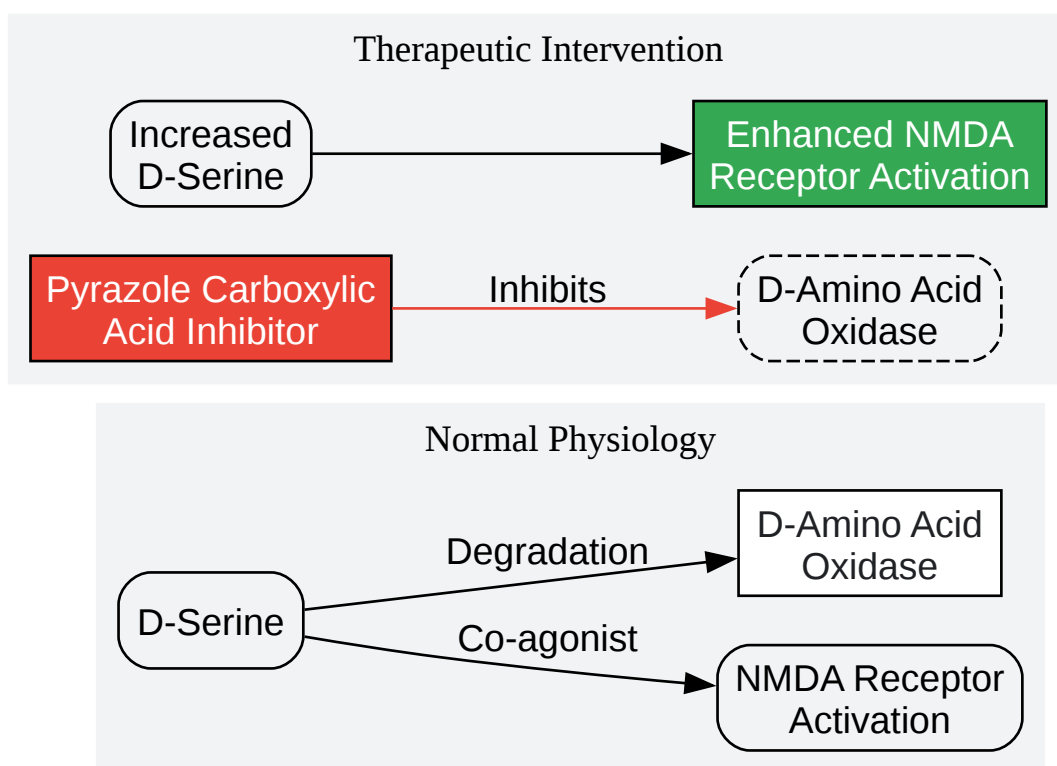 Therapeutic Intervention
Increased
D-Serine
Enhanced NMDA
Receptor Activation
Pyrazole Carboxylic
Acid Inhibitor
Inhibits
D-Amino Acid
Oxidase
Normal Physiology
D-Serine
Degradation
D-Amino Acid
Oxidase
Co-agonist
NMDA Receptor
Activation